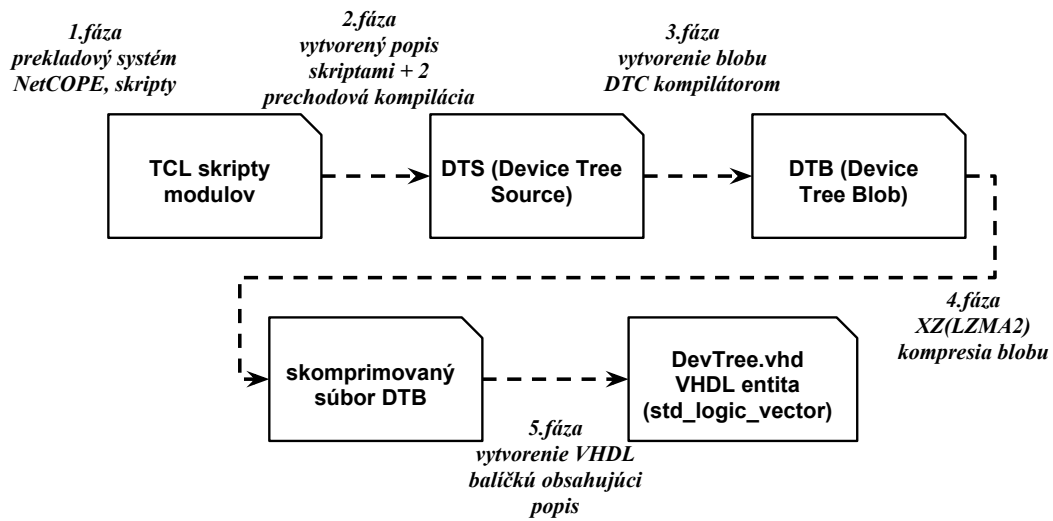 1.fáza
prekladový systém
NetCOPE, skripty
2.fáza
vytvorený popis
skriptami + 2
prechodová kompilácia
3.fáza
vytvorenie blobu
DTC kompilátorom
TCL skripty
modulov
DTS (Device Tree
Source)
DTB (Device
Tree Blob)
4.fáza
XZ(LZMA2)
kompresia blobu
skomprimovaný
súbor DTB
DevTree.vhd
VHDL entita
(std_logic_vector)
5.fáza
vytvorenie VHDL
balíčkú obsahujúci
popis